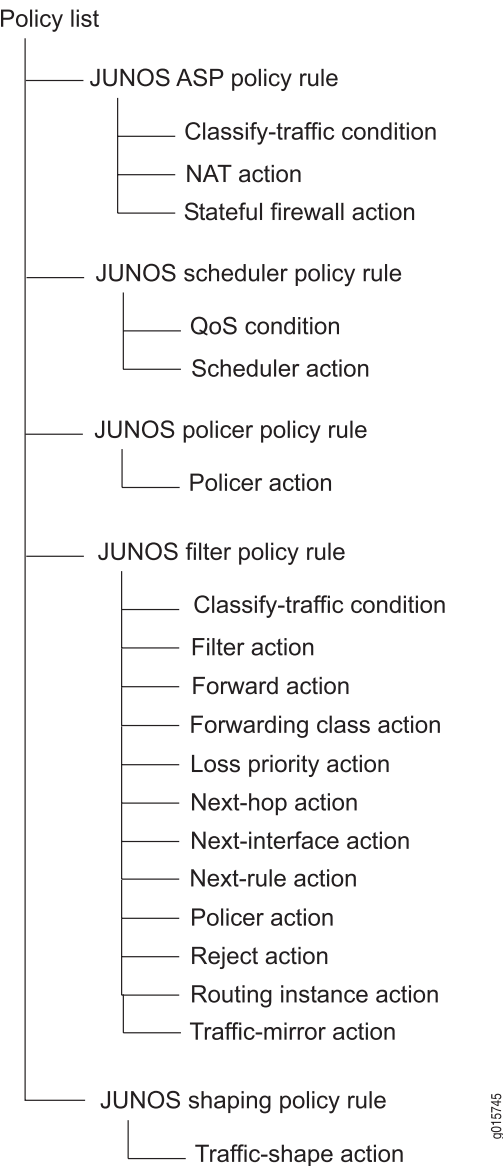 Policy list
JUNOS ASP policy rule
Classify-traffic condition
NAT action
Stateful firewall action
JUNOS scheduler policy rule
QoS condition
Scheduler action
JUNOS policer policy rule
Policer action
JUNOS filter policy rule
Classify-traffic condition
Filter action
Forward action
Forwarding class action
Loss priority action
Next-hop action
Next-interface action
Next-rule action
Policer action
Reject action
Routing instance action
Traffic-mirror action
JUNOS shaping policy rule
Traffic-shape action
g015745